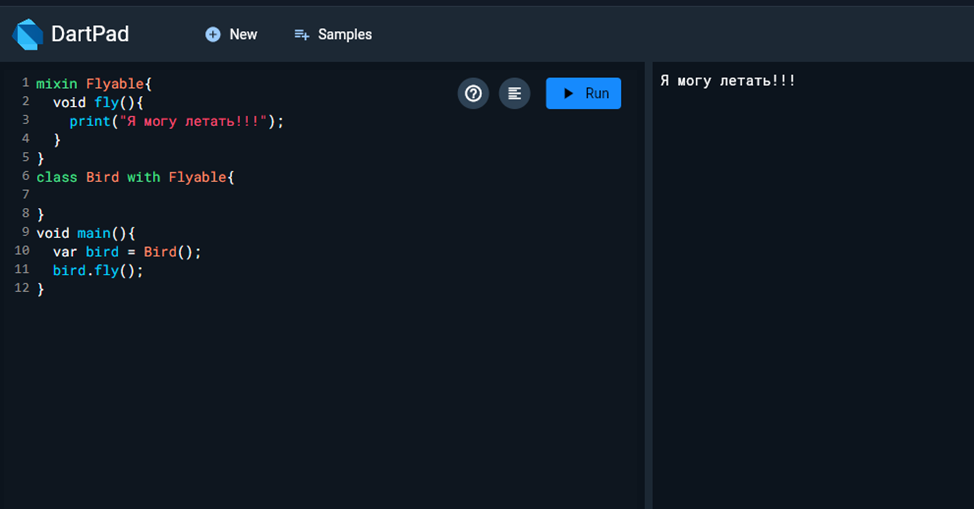 DartPad
New
Samples
Run
1 mixin Flyable{
2   void fly(){
3     print("Я могу летать!!!");
4   }
5 }
6 class Bird with Flyable{
7
8 }
9 void main(){
10   var bird = Bird();
11   bird.fly();
12 }
Я могу летать!!!